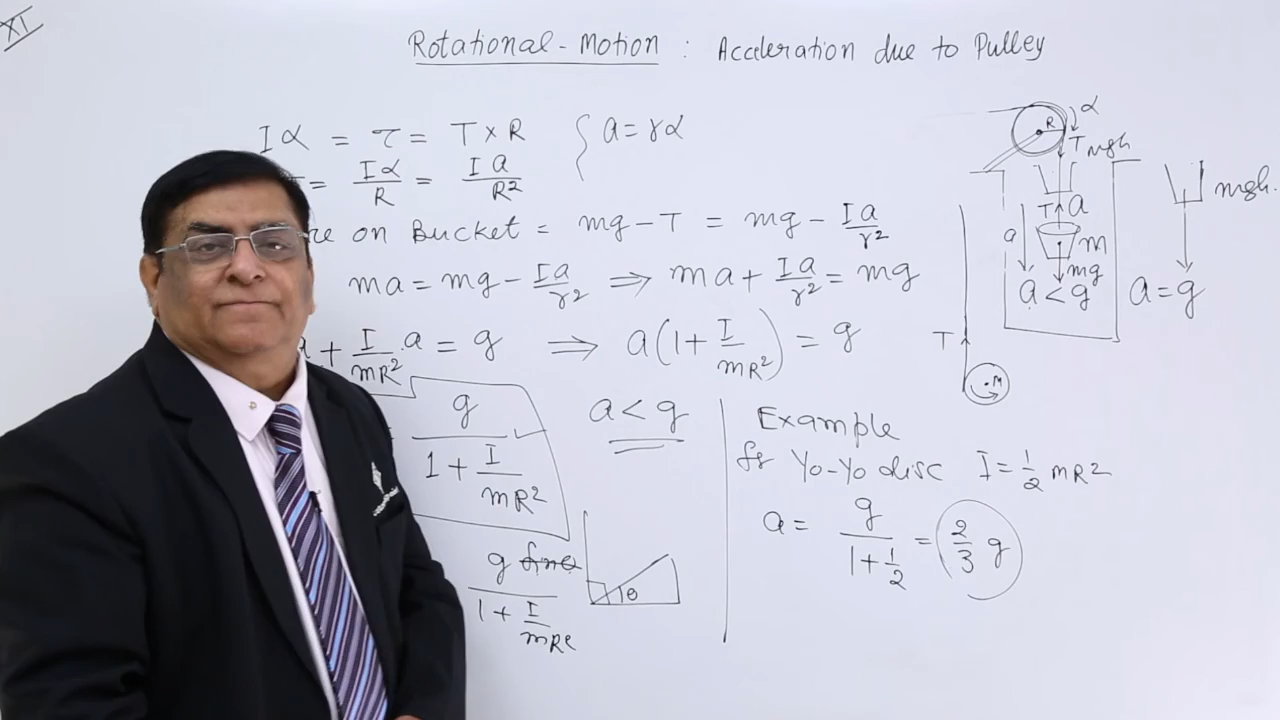 XI
Rotational-Motion : Acceleration due to Pulley
Iα = τ = T×R { a = rα
= Iα/R = Ia/R²
on Bucket = mg − T = mg − Ia/r²
ma = mg − Ia/r² ⟹ ma + Ia/r² = mg
+ I/mR² · a = g ⟹ a(1 + I/mR²) = g
g / (1 + I/mR²)
a < g
g sinθ / (1 + I/mR²)
θ
Example
for Yo-Yo disc I = ½ mR²
a = g / (1 + ½) = ⅔ g
R
α
T mgh
T a
a
m
mg
a < g
T
M
mgh.
a = g